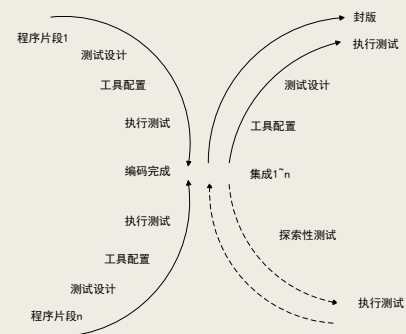 程序片段1
测试设计
工具配置
执行测试
编码完成
执行测试
工具配置
测试设计
程序片段n
封版
执行测试
测试设计
工具配置
集成1~n
探索性测试
执行测试